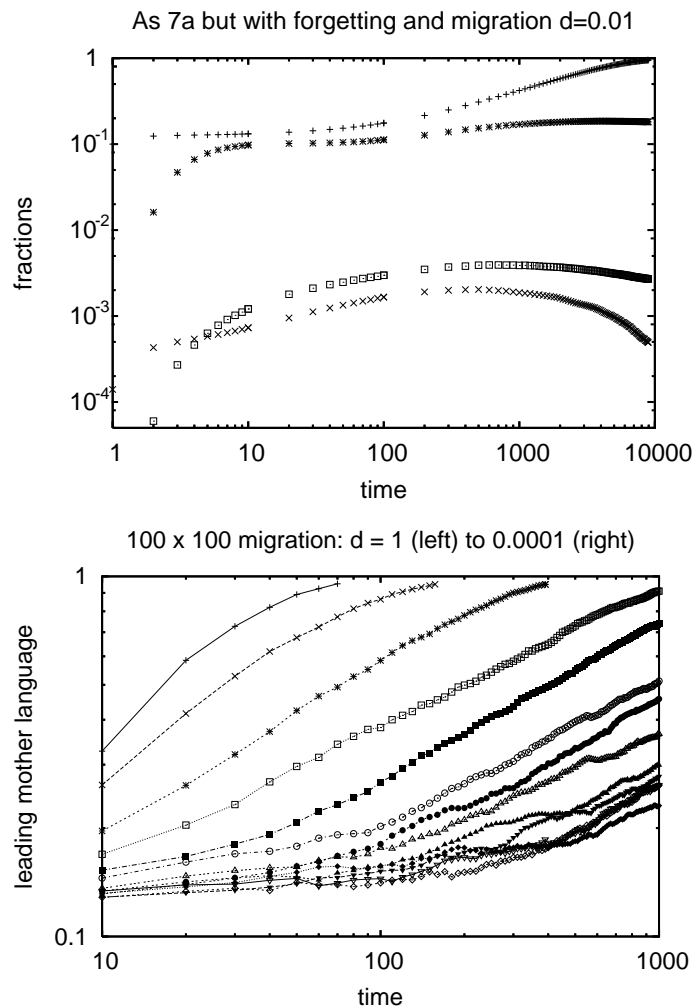 As 7a but with forgetting and migration d=0.01
1
10-1
10-2
10-3
10-4
fractions
1 10 100 1000 10000
time
100 x 100 migration: d = 1 (left) to 0.0001 (right)
1
0.1
leading mother language
10 100 1000
time